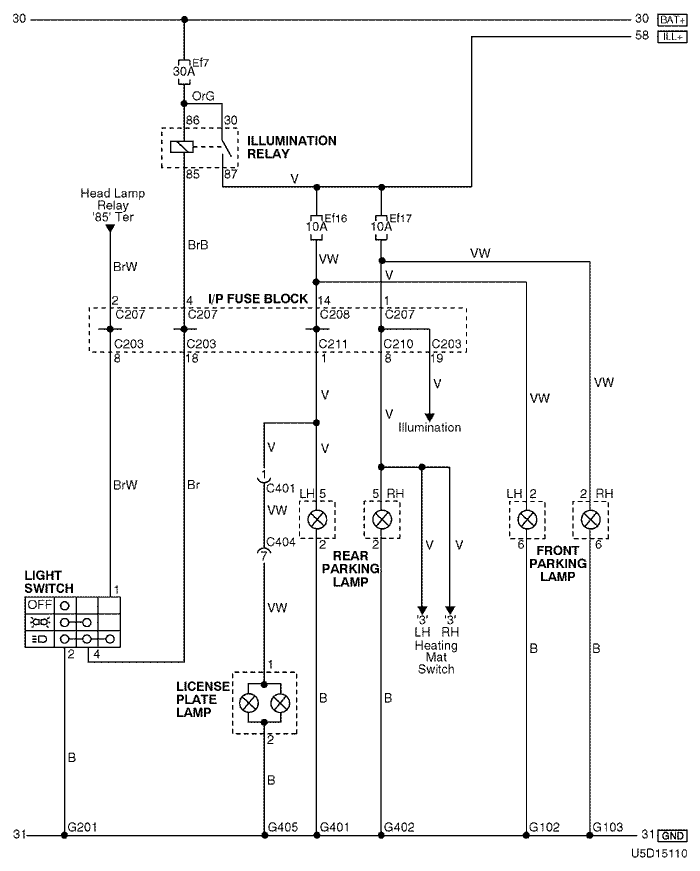 30
30 BAT+
58 ILL+
Ef7
30A
OrG
86 30
ILLUMINATION
RELAY
85 87
V
Head Lamp
Relay
'85' Ter
Ef16
10A
Ef17
10A
BrB
VW
VW
V
BrW
2 4 I/P FUSE BLOCK 14 1
C207 C207 C208 C207
C203 C203 C211 C210 C203
8 18 1 8 19
V
VW
VW
V
Illumination
V V
BrW Br
1
C401
VW
C404
7
LH 5
2
5 RH
2
REAR
PARKING
LAMP
LH 2
6
2 RH
6
FRONT
PARKING
LAMP
V V
LIGHT
SWITCH
1
OFF
2 4
VW
'3' '3'
LH RH
Heating
Mat
Switch
B B
LICENSE
PLATE
LAMP
1
2
B B
B B
G201 G405 G401 G402 G102 G103
31
31 GND
U5D15110